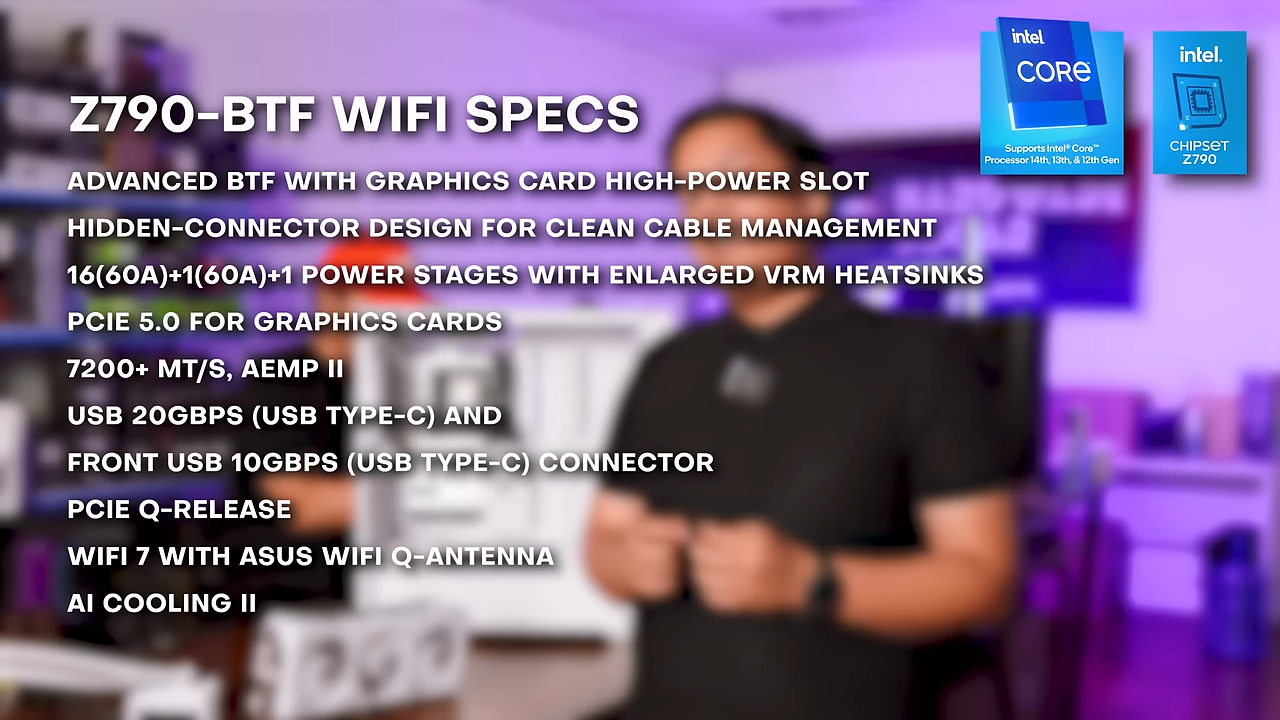 Z790-BTF WIFI SPECS
ADVANCED BTF WITH GRAPHICS CARD HIGH-POWER SLOT
HIDDEN-CONNECTOR DESIGN FOR CLEAN CABLE MANAGEMENT
16(60A)+1(60A)+1 POWER STAGES WITH ENLARGED VRM HEATSINKS
PCIE 5.0 FOR GRAPHICS CARDS
7200+ MT/S, AEMP II
USB 20GBPS (USB TYPE-C) AND
FRONT USB 10GBPS (USB TYPE-C) CONNECTOR
PCIE Q-RELEASE
WIFI 7 WITH ASUS WIFI Q-ANTENNA
AI COOLING II
intel
CORE
Supports Intel® Core™
Processor 14th, 13th, & 12th Gen
intel.
CHIPSET
Z790